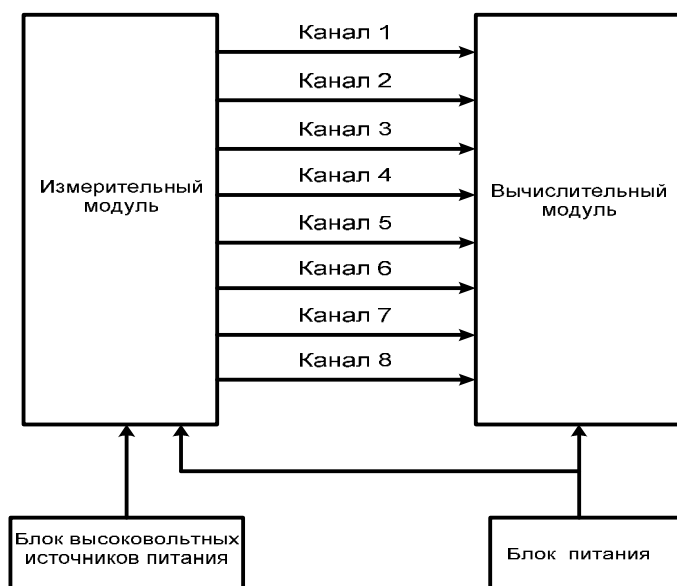 Канал 1
Канал 2
Канал 3
Канал 4
Канал 5
Канал 6
Канал 7
Канал 8
Измерительный
модуль
Вычислительный
модуль
Блок высоковольтных
источников питания
Блок питания